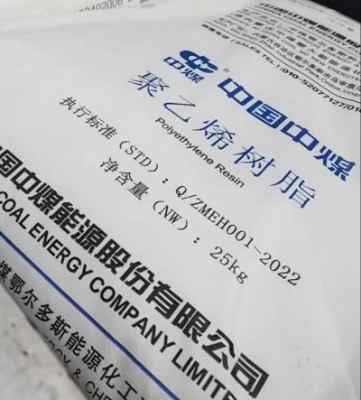 中煤 中国中煤
聚乙烯树脂
Polyethylene Resin
执行标准（STD）：Q/ZMEH001-2022
净含量（NW）：25kg
国中煤能源股份有限公司
COAL ENERGY COMPANY LIMITE
煤鄂尔多斯能源化工